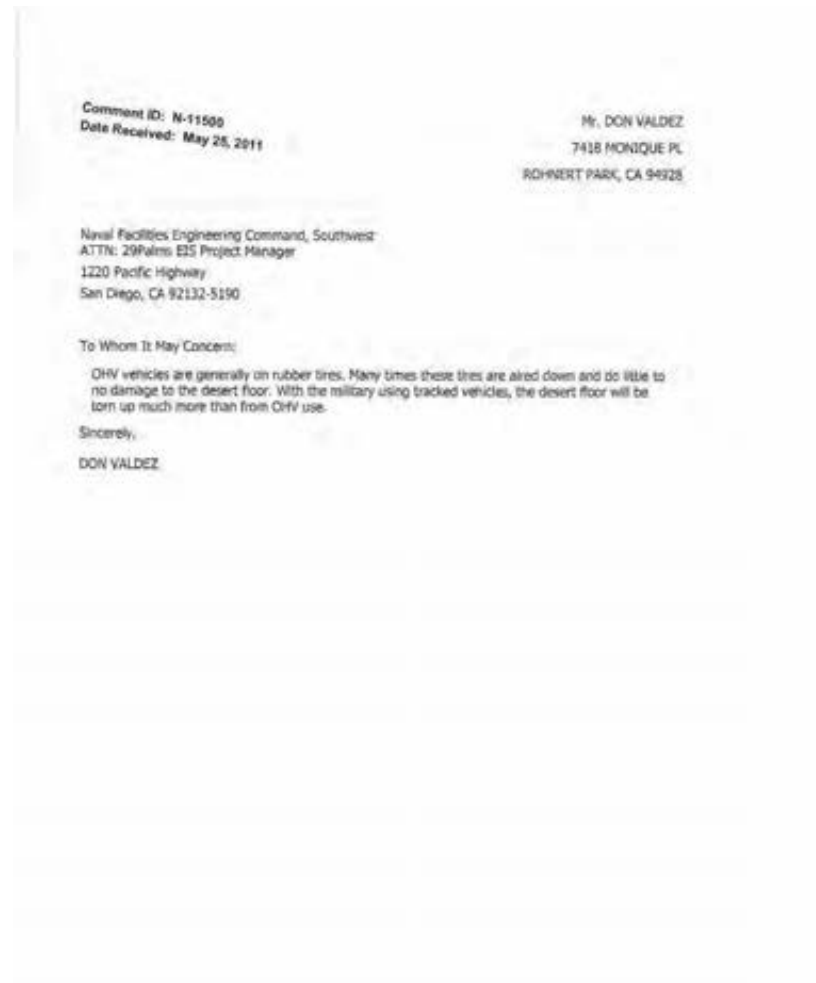 Comment ID: N-11500
Date Received: May 25, 2011
Mr. DON VALDEZ
7418 MONIQUE PL
ROHNERT PARK, CA 94928
Naval Facilities Engineering Command, Southwest
ATTN: 29Palms EIS Project Manager
1220 Pacific Highway
San Diego, CA 92132-5190
To Whom It May Concern:
OHV vehicles are generally on rubber tires. Many times these tires are aired down and do little to
no damage to the desert floor. With the military using tracked vehicles, the desert floor will be
torn up much more than from OHV use.
Sincerely,
DON VALDEZ